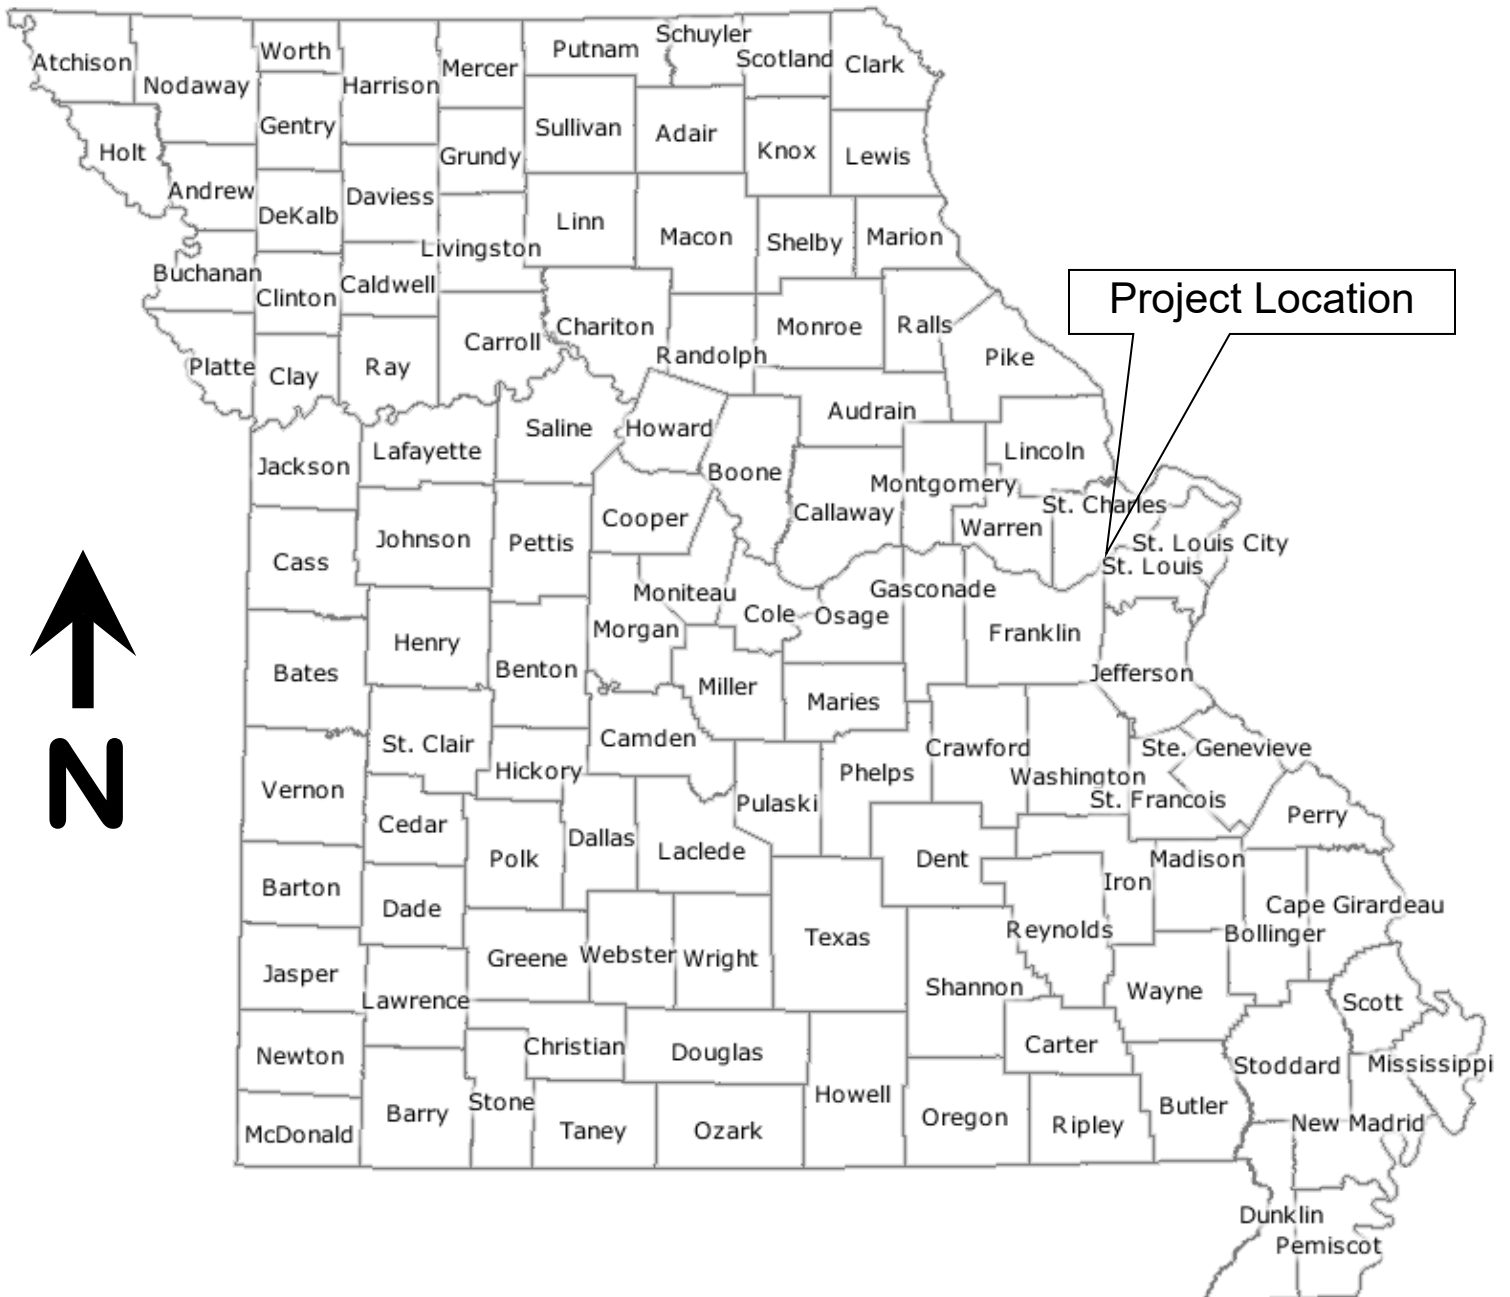 Schuyler
Worth
Putnam
Atchison
Mercer
Scotland
Clark
Nodaway
Harrison
Gentry
Sullivan
Adair
Holt
Grundy
Knox
Lewis
Andrew
Daviess
DeKalb
Linn
Macon
Shelby
Marion
Livingston
Buchanan
Clinton
Caldwell
Project Location
Chariton
Monroe
Ralls
Carroll
Randolph
Pike
Platte
Clay
Ray
Audrain
Saline
Howard
Lafayette
Lincoln
Jackson
Boone
Montgomery
St. Charles
Callaway
Cooper
Warren
Johnson
Pettis
St. Louis City
Cass
St. Louis
Moniteau
Gasconade
Cole
Osage
Morgan
Franklin
Henry
Bates
Benton
Jefferson
Miller
Maries
N
St. Clair
Camden
Crawford
Ste. Genevieve
Hickory
Phelps
Washington
Vernon
Pulaski
St. Francois
Perry
Cedar
Dallas
Polk
Laclede
Dent
Madison
Iron
Barton
Dade
Cape Girardeau
Reynolds
Bollinger
Texas
Greene
Webster
Wright
Jasper
Shannon
Wayne
Lawrence
Scott
Newton
Christian
Douglas
Carter
Stoddard
Mississippi
Howell
Stone
Butler
Barry
Oregon
Ripley
New Madrid
McDonald
Taney
Ozark
Dunklin
Pemiscot